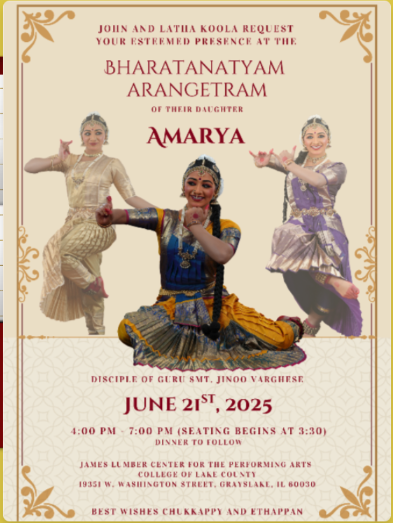 JOHN AND LATHA KOOLA REQUEST
YOUR ESTEEMED PRESENCE AT THE
BHARATANATYAM
ARANGETRAM
OF THEIR DAUGHTER
AMARYA
DISCIPLE OF GURU SMT. JINOO VARGHESE
JUNE 21ST, 2025
4:00 PM - 7:00 PM (SEATING BEGINS AT 3:30)
DINNER TO FOLLOW
JAMES LUMBER CENTER FOR THE PERFORMING ARTS
COLLEGE OF LAKE COUNTY
19351 W. WASHINGTON STREET, GRAYSLAKE, IL 60030
BEST WISHES CHUKKAPPY AND ETHAPPAN